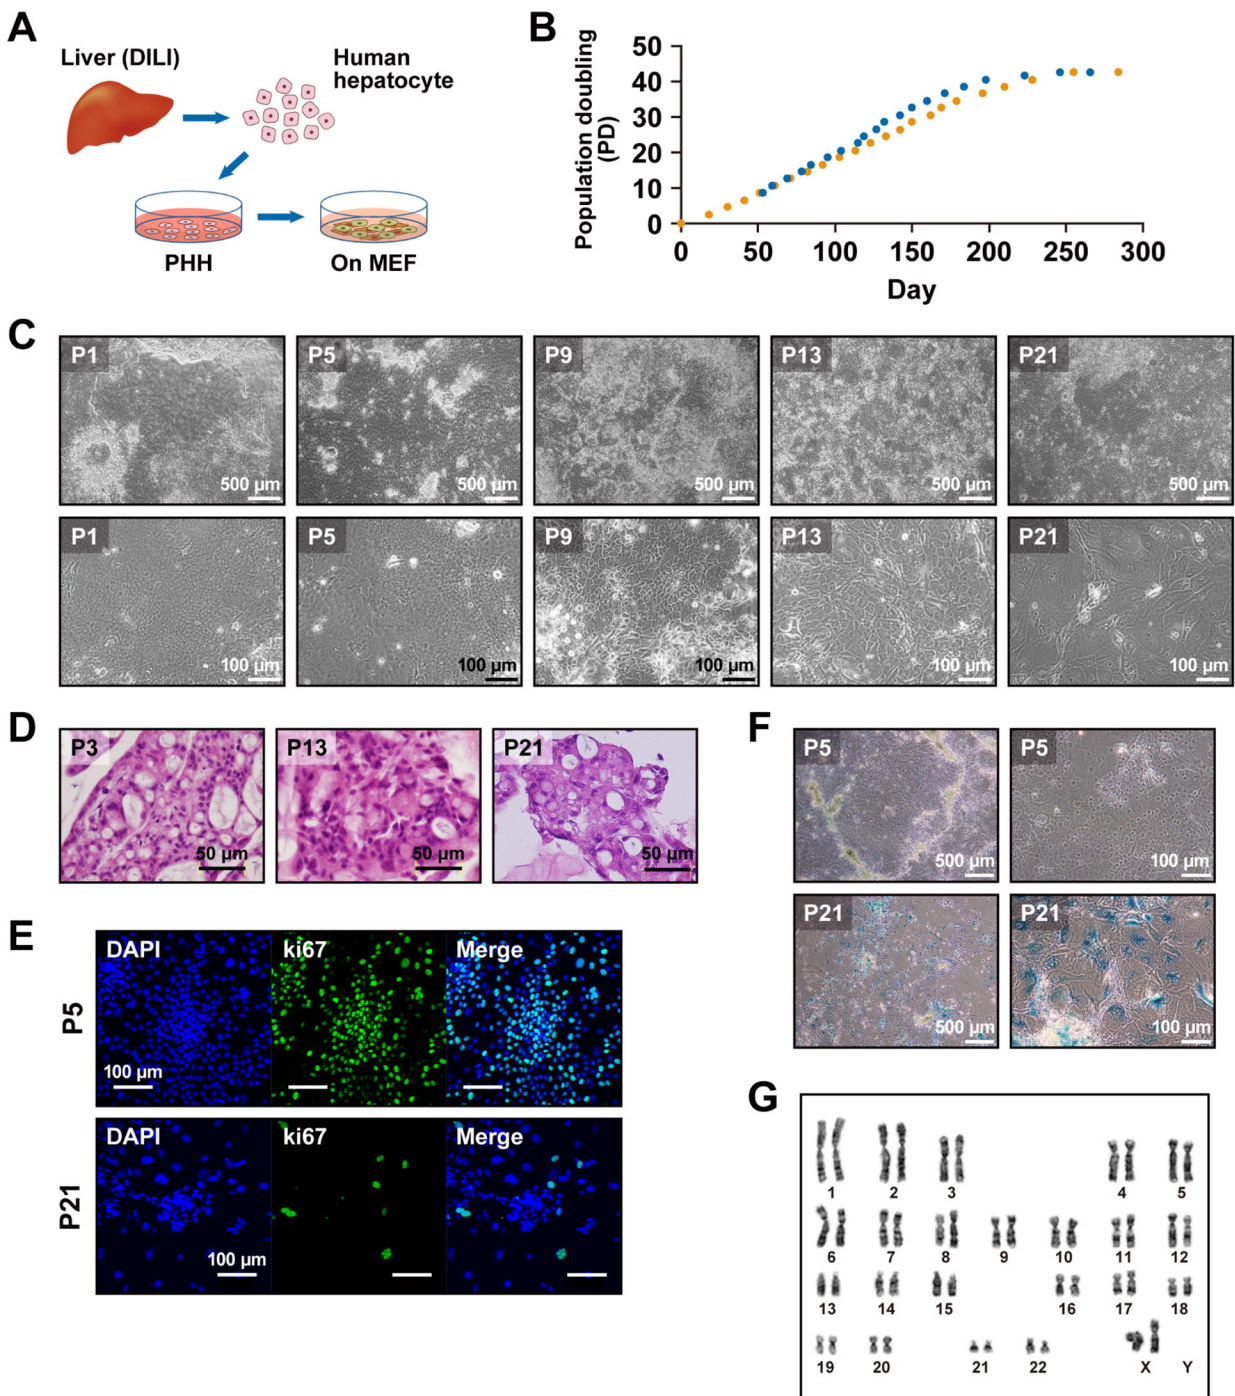 A
Liver (DILI)
Human
hepatocyte
PHH
On MEF
B
Population doubling
(PD)
50
40
30
20
10
0
0 50 100 150 200 250 300
Day
C
P1 P5 P9 P13 P21
500 µm 500 µm 500 µm 500 µm 500 µm
P1 P5 P9 P13 P21
100 µm 100 µm 100 µm 100 µm 100 µm
D
P3 P13 P21
50 µm 50 µm 50 µm
E
P5
DAPI ki67 Merge
100 µm
P21
DAPI ki67 Merge
100 µm
F
P5 P5
500 µm 100 µm
P21 P21
500 µm 100 µm
G
1 2 3 4 5
6 7 8 9 10 11 12
13 14 15 16 17 18
19 20 21 22 X Y